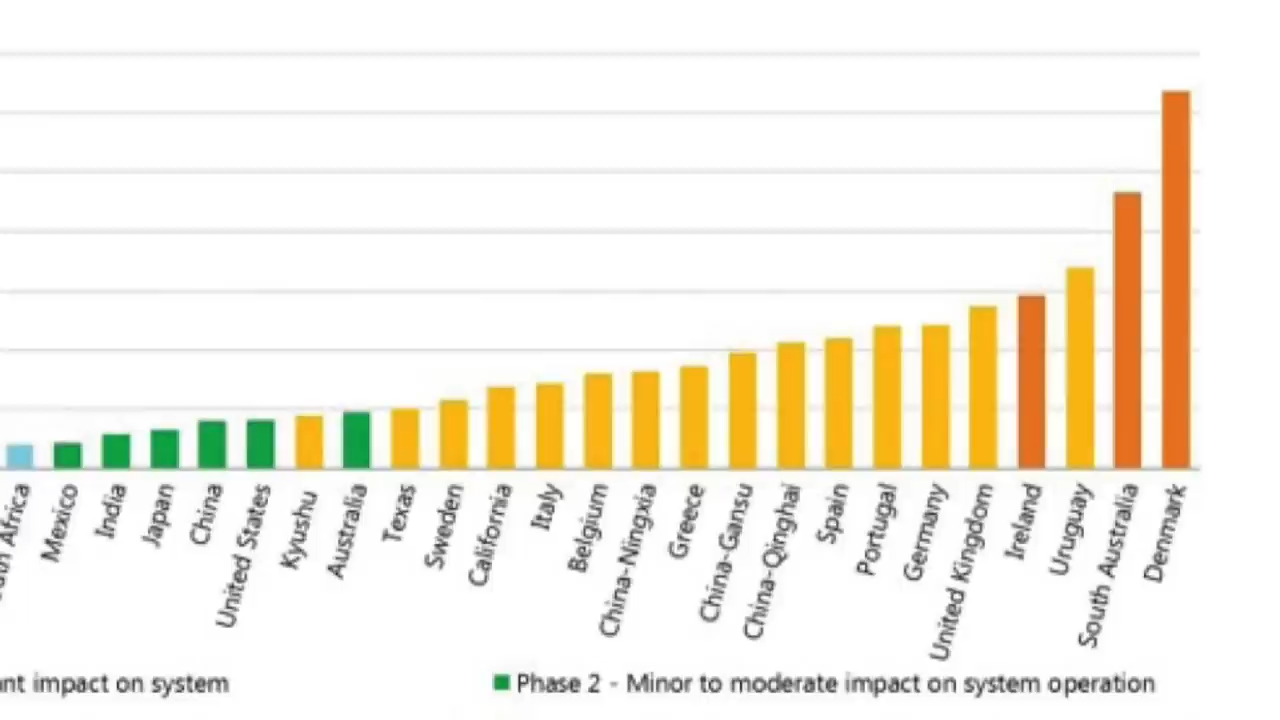 Africa
Mexico
India
Japan
China
United States
Kyushu
Australia
Texas
Sweden
California
Italy
Belgium
China-Ningxia
Greece
China-Gansu
China-Qinghai
Spain
Portugal
Germany
United Kingdom
Ireland
Uruguay
South Australia
Denmark
impact on system
Phase 2 - Minor to moderate impact on system operation